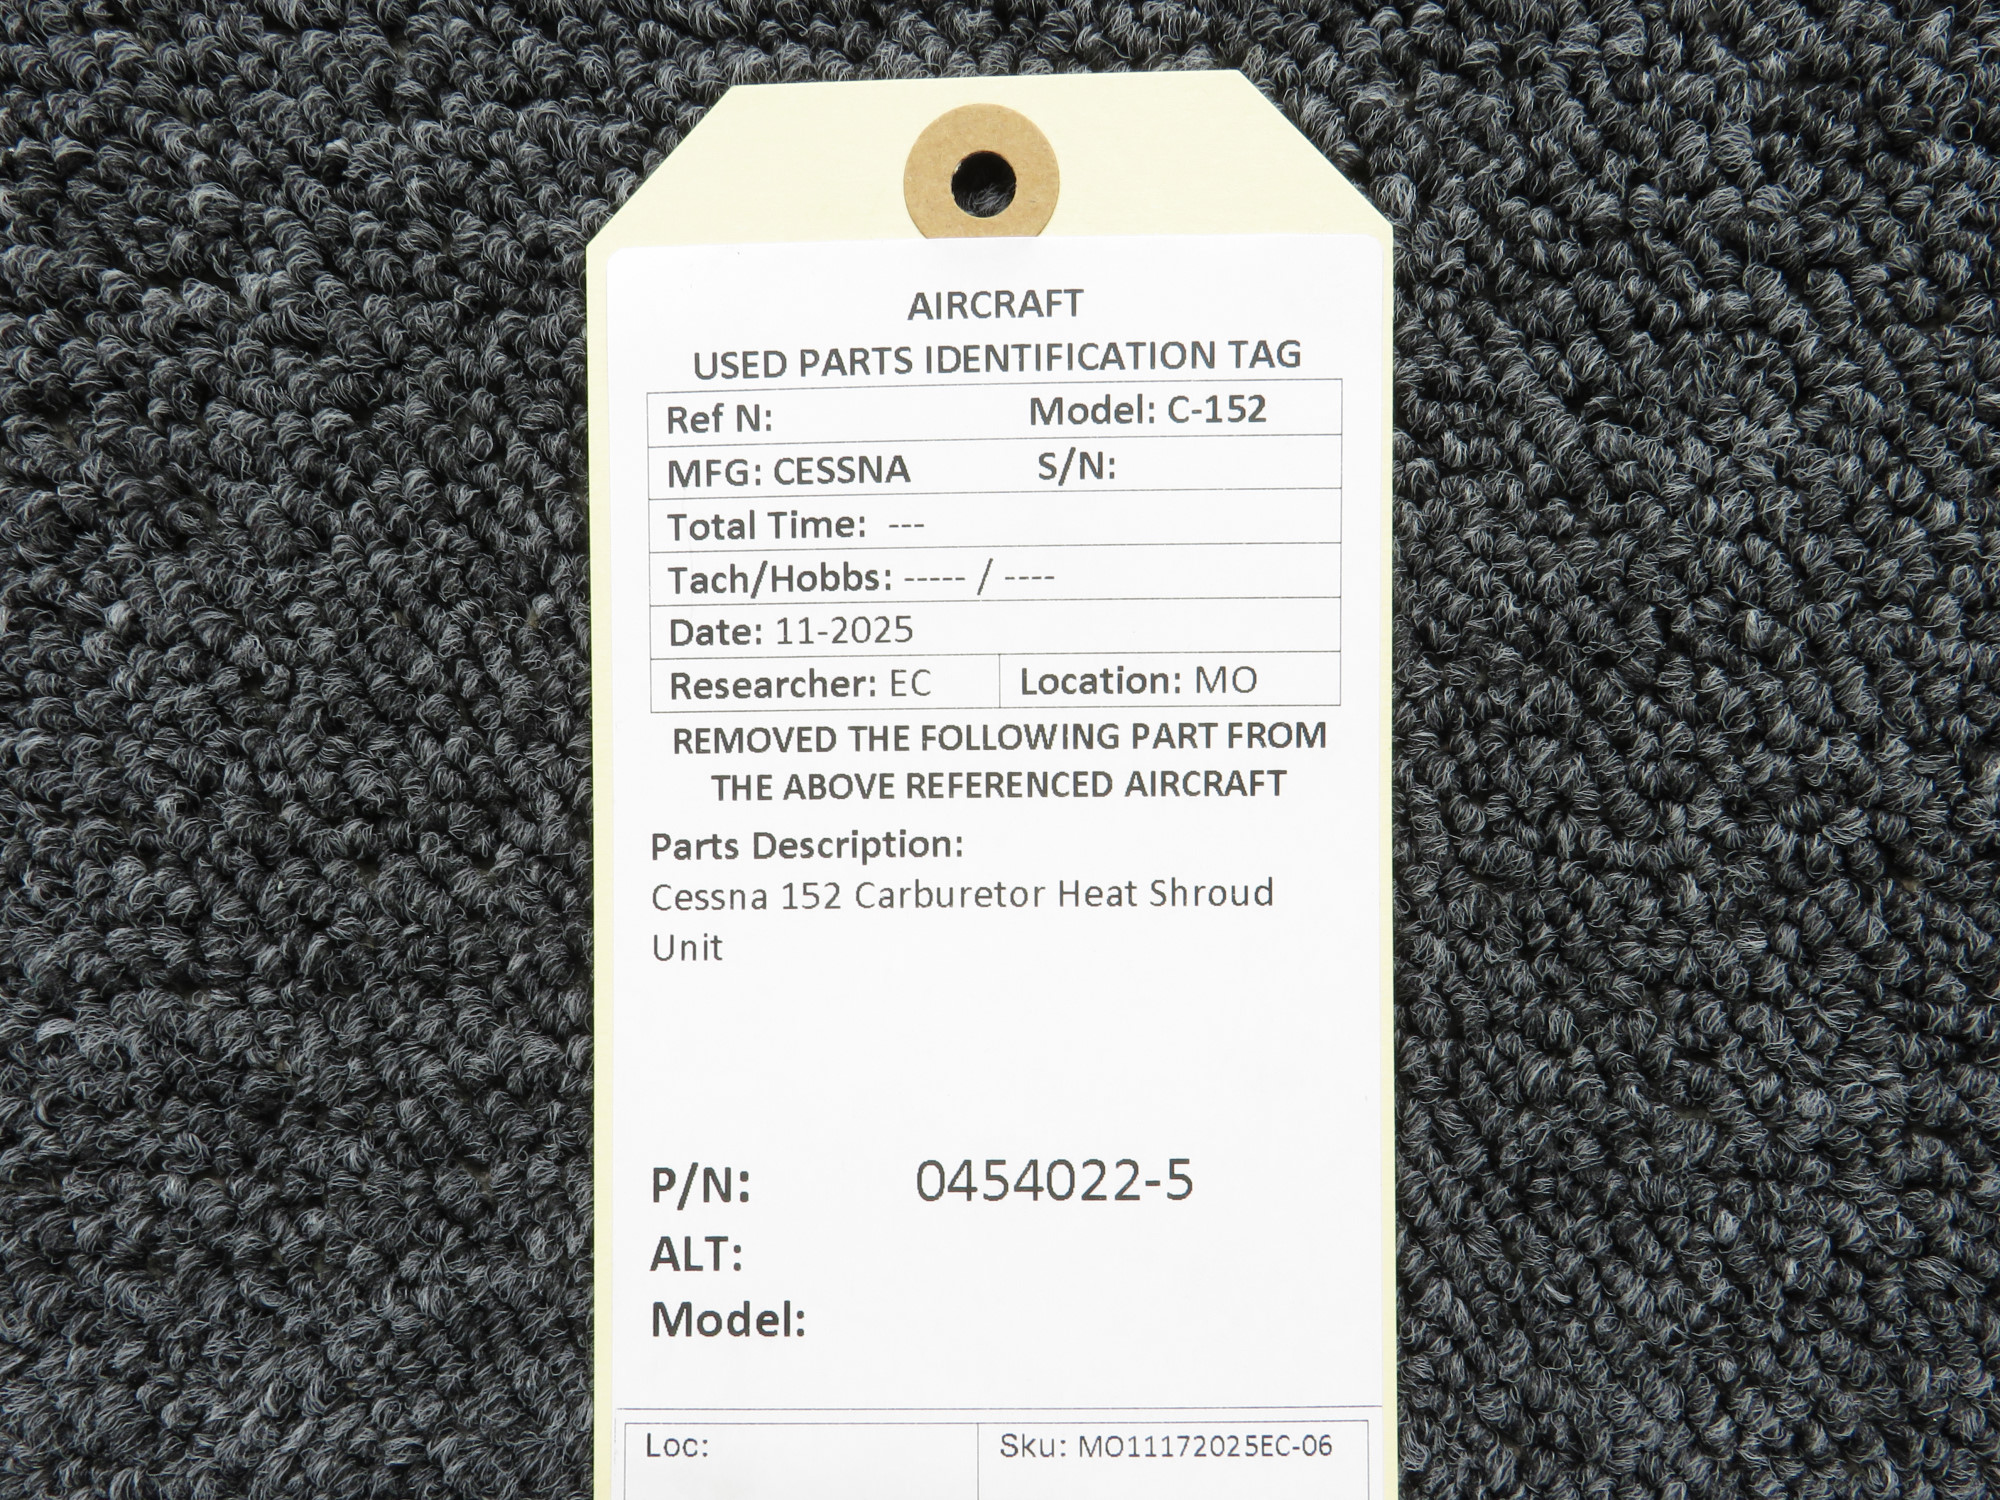 AIRCRAFT
USED PARTS IDENTIFICATION TAG
Ref N: Model: C-152
MFG: CESSNA S/N:
Total Time: ---
Tach/Hobbs: ----- / ----
Date: 11-2025
Researcher: EC Location: MO
REMOVED THE FOLLOWING PART FROM
THE ABOVE REFERENCED AIRCRAFT
Parts Description:
Cessna 152 Carburetor Heat Shroud
Unit
P/N: 0454022-5
ALT:
Model:
Loc: Sku: MO11172025EC-06